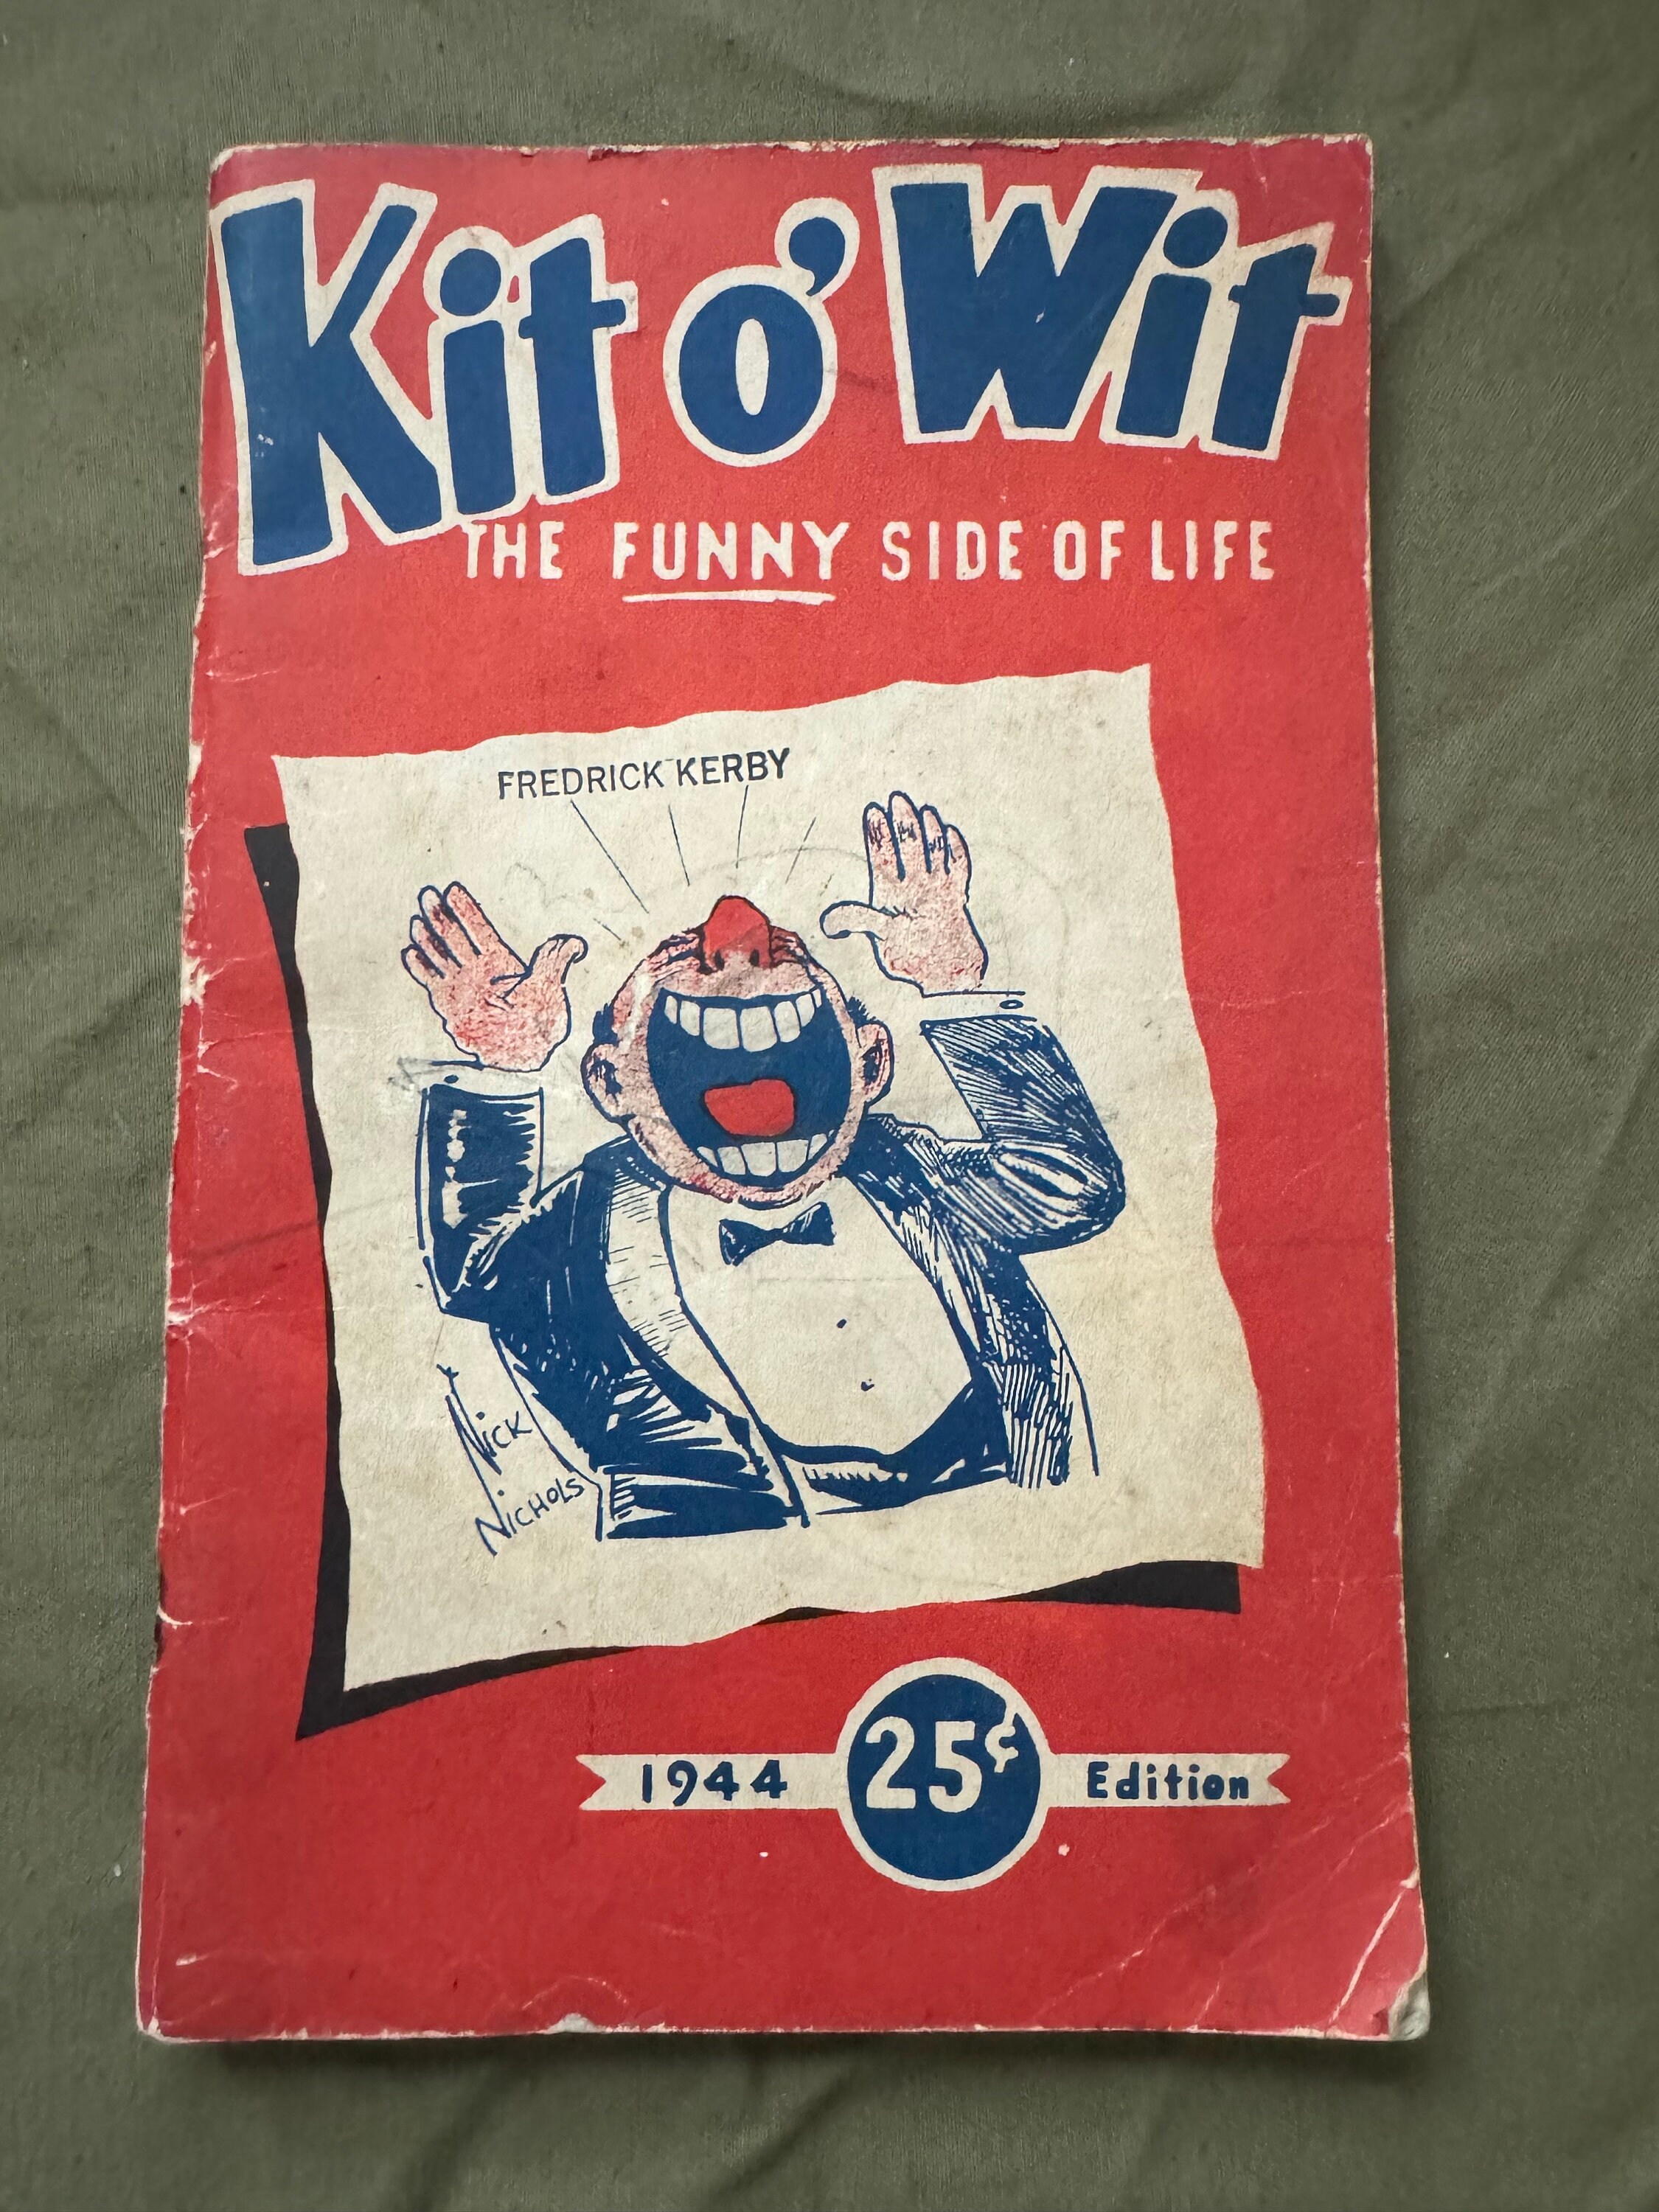 Kit o' Wit
THE FUNNY SIDE OF LIFE
FREDRICK KERBY
NICK
NICHOLS
1944 25¢ Edition